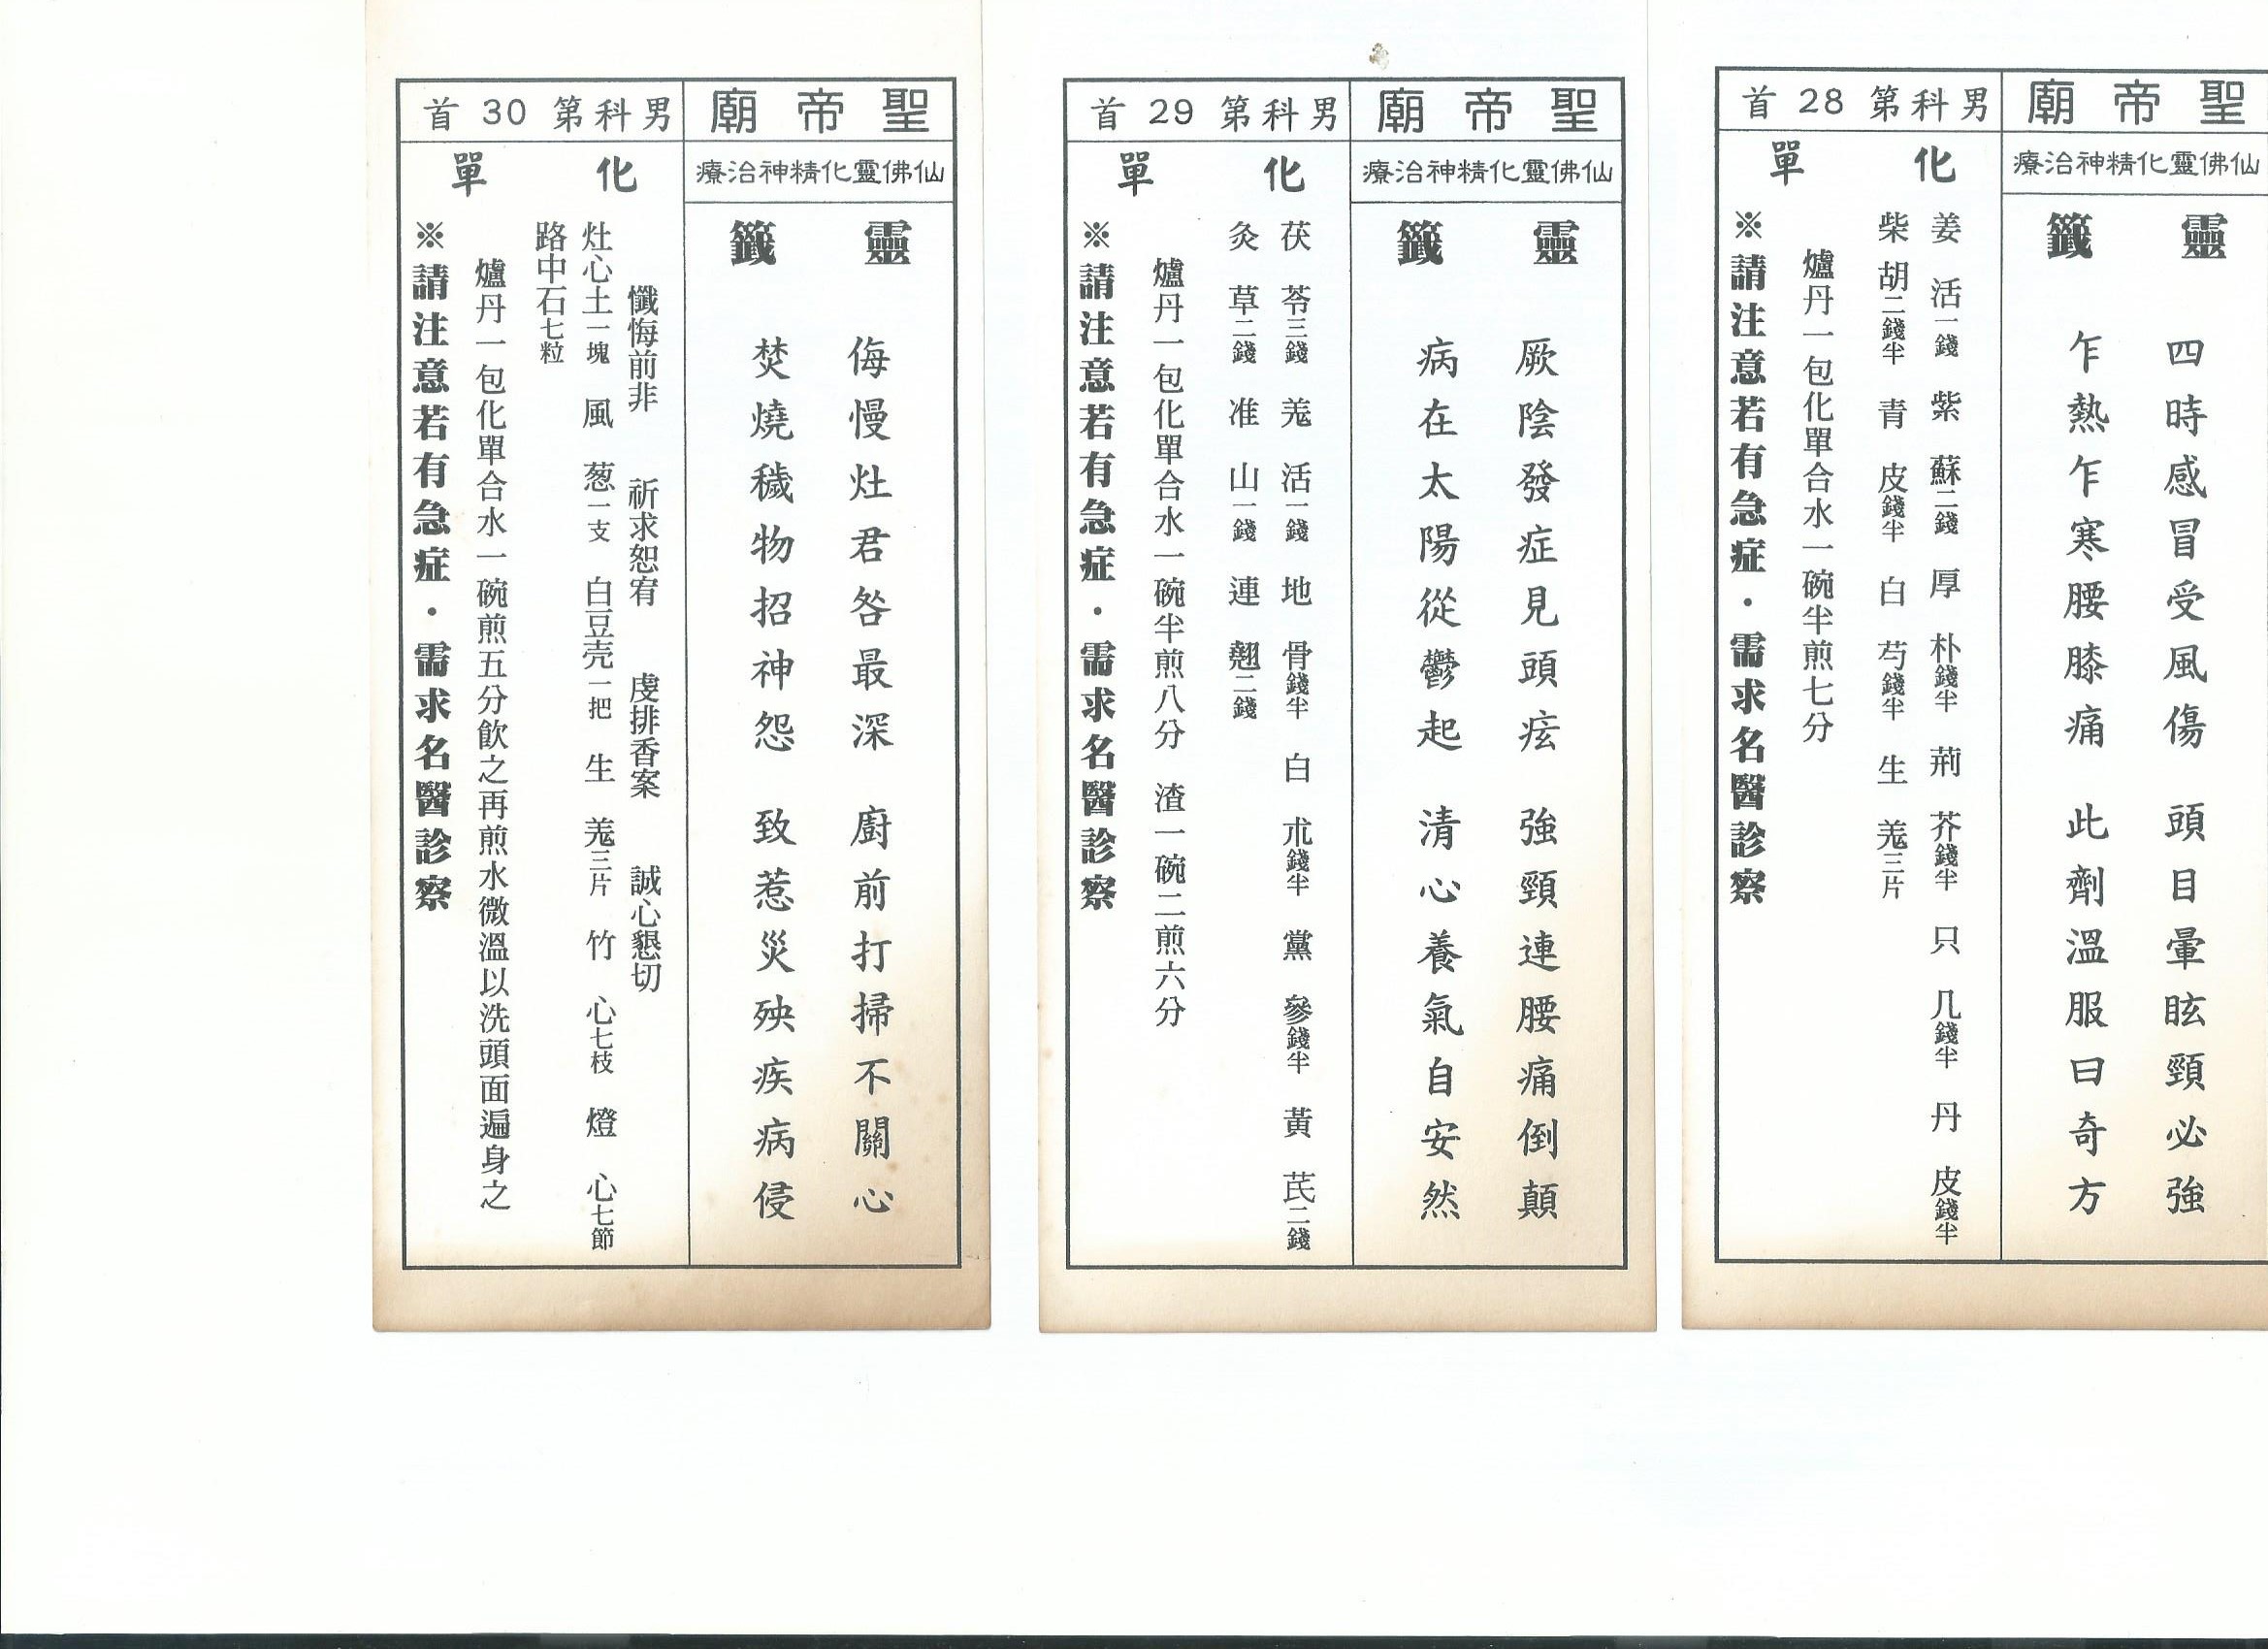 聖帝廟
男科第28首
仙佛靈化精神治療
靈籤
四時感冒受風傷　頭目暈眩頸必強
乍熱乍寒腰膝痛　此劑溫服曰奇方
化單
姜活一錢　紫蘇二錢　厚朴錢半　荊芥錢半　只几錢半　丹皮錢半
柴胡二錢半　青皮錢半　白芍錢半　生羗三片
爐丹一包化單合水一碗半煎七分
※請注意若有急症．需求名醫診察
聖帝廟
男科第29首
仙佛靈化精神治療
靈籤
厥陰發症見頭痃　強頸連腰痛倒顛
病在太陽從鬱起　清心養氣自安然
化單
茯苓三錢　羗活一錢　地骨錢半　白朮錢半　黨參錢半　黃芪二錢
灸草二錢　准山一錢　連翹二錢
爐丹一包化單合水一碗半煎八分　渣一碗二煎六分
※請注意若有急症．需求名醫診察
聖帝廟
男科第30首
仙佛靈化精神治療
靈籤
侮慢灶君咎最深　廚前打掃不關心
焚燒穢物招神怨　致惹災殃疾病侵
化單
懺悔前非　祈求恕宥　虔排香案　誠心懇切
灶心土一塊　風葱一支　白豆壳一把　生羗三片　竹心七枝　燈心七節
路中石七粒
爐丹一包化單合水一碗煎五分飲之再煎水微溫以洗頭面遍身之
※請注意若有急症．需求名醫診察